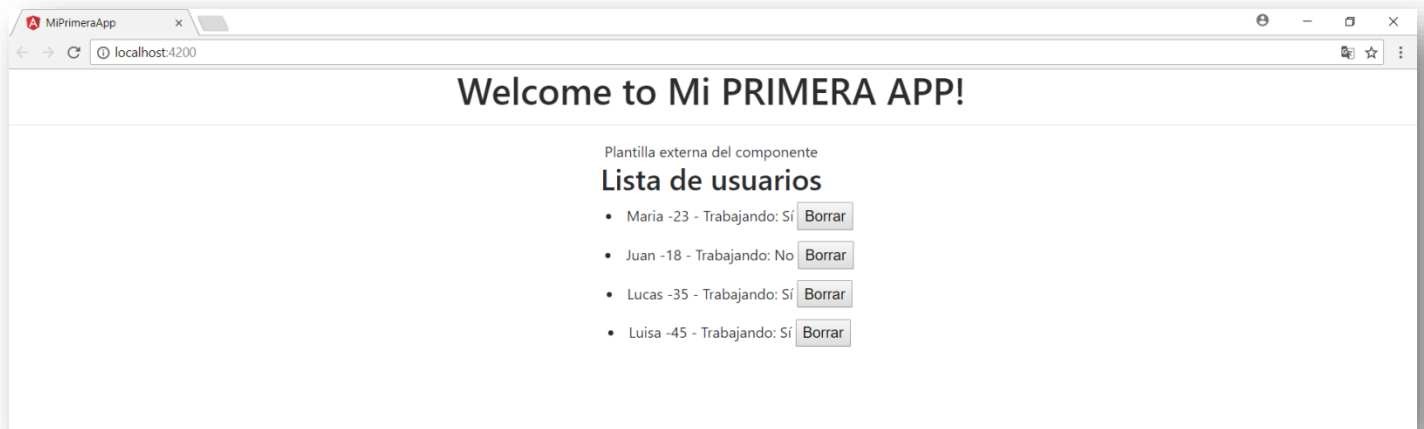 MiPrimeraApp
localhost:4200
Welcome to Mi PRIMERA APP!
Plantilla externa del componente
Lista de usuarios
Maria -23 - Trabajando: Sí Borrar
Juan -18 - Trabajando: No Borrar
Lucas -35 - Trabajando: Sí Borrar
Luisa -45 - Trabajando: Sí Borrar